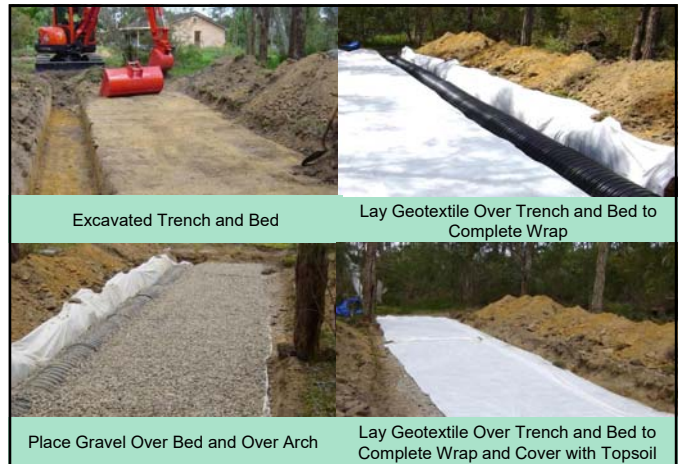 Excavated Trench and Bed
Lay Geotextile Over Trench and Bed to
Complete Wrap
Place Gravel Over Bed and Over Arch
Lay Geotextile Over Trench and Bed to
Complete Wrap and Cover with Topsoil